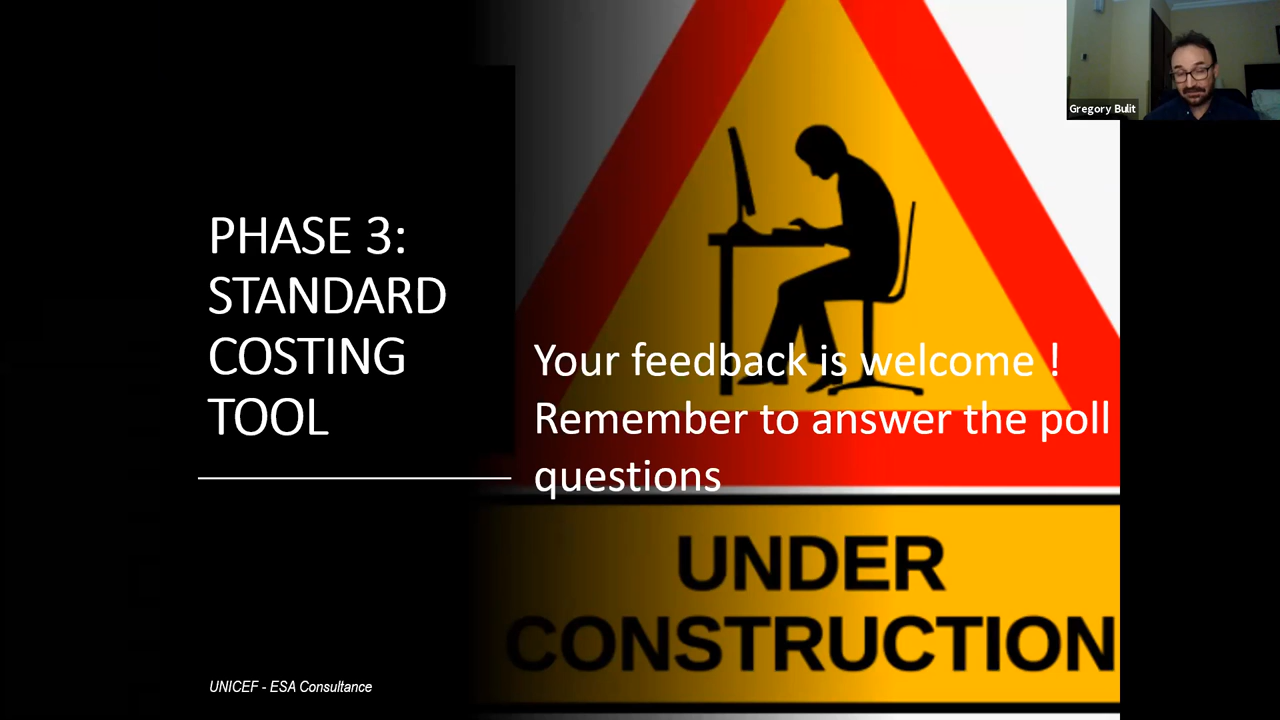 PHASE 3:
STANDARD
COSTING
TOOL
Your feedback is welcome !
Remember to answer the poll
questions
UNDER
CONSTRUCTION
UNICEF - ESA Consultance
Gregory Bulit